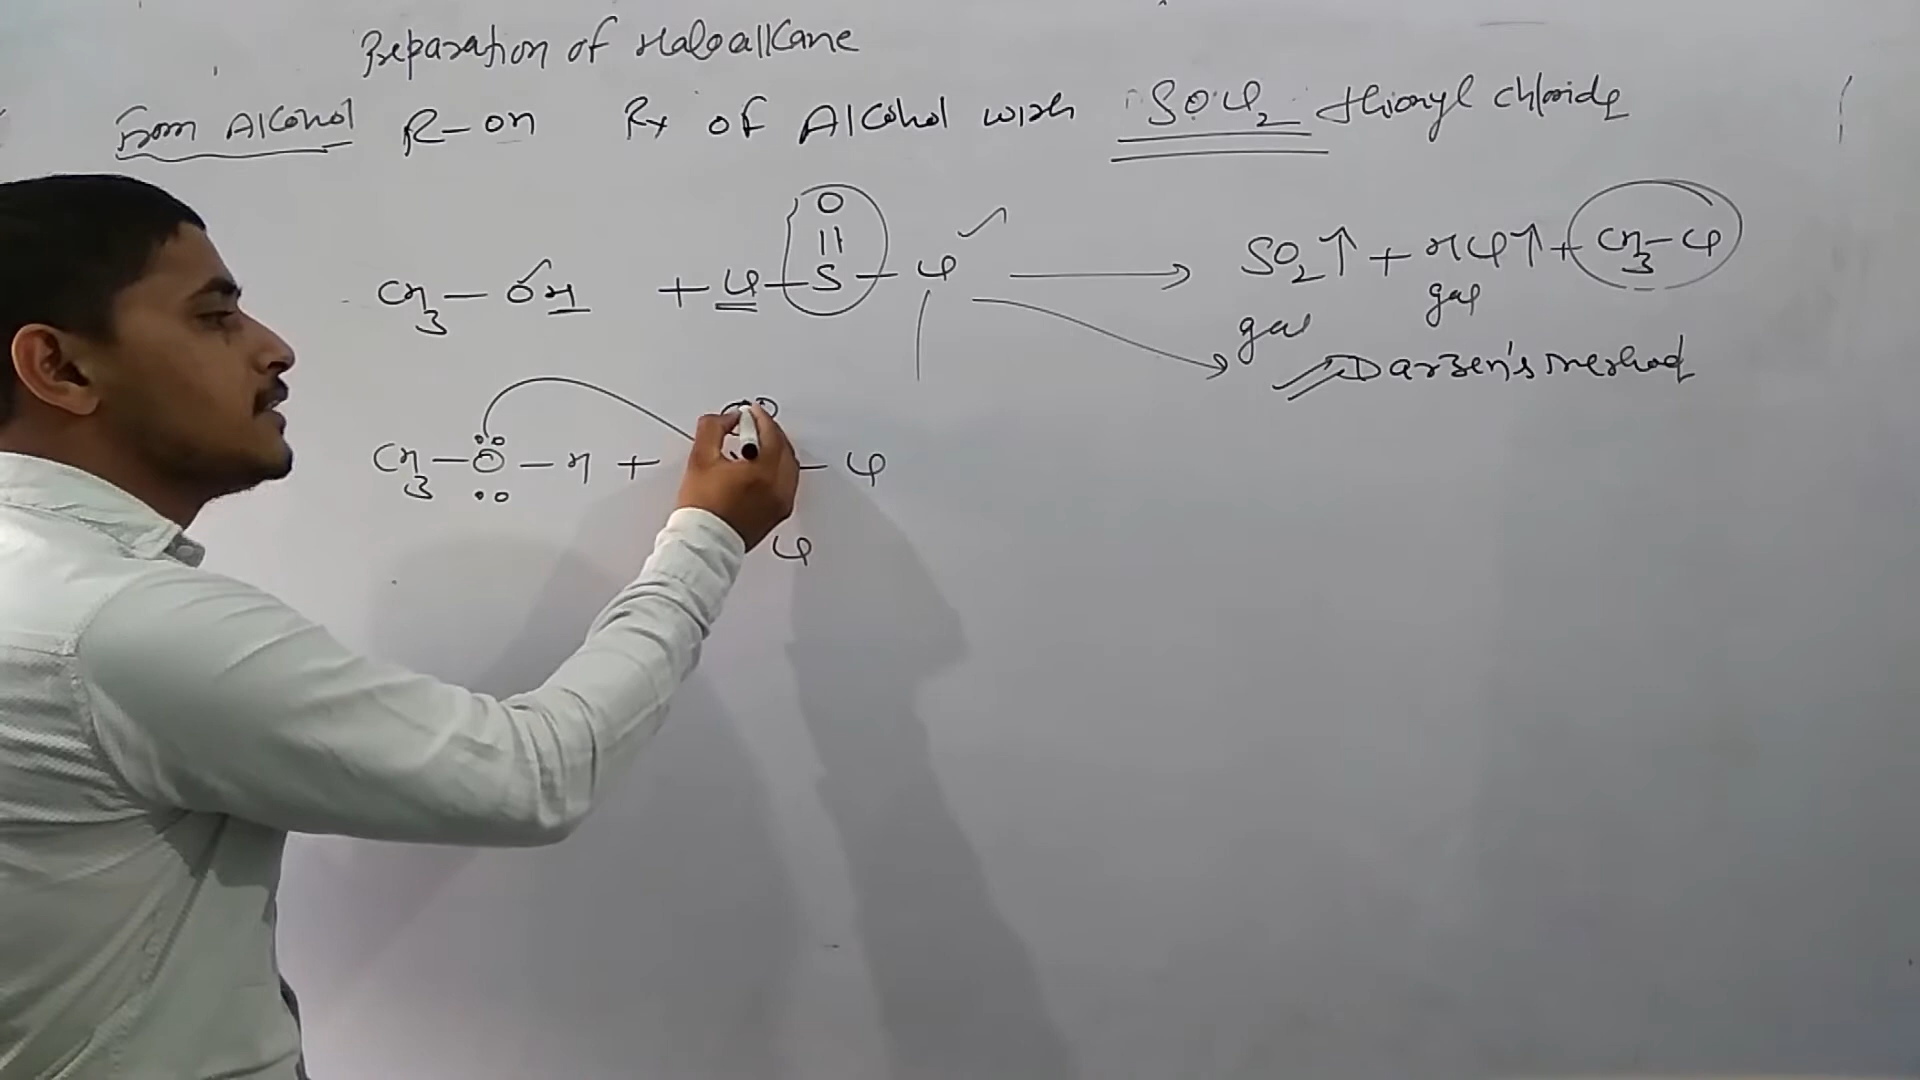 Preparation of Haloalkane
From Alcohol R-OH Rx of Alcohol with SOCl2 thionyl chloride
O
||
CH3-OH + Cl-S-Cl → SO2↑ + HCl↑ + CH3-Cl
gas gas
Darzen's method
CH3-O-H + -Cl
Cl